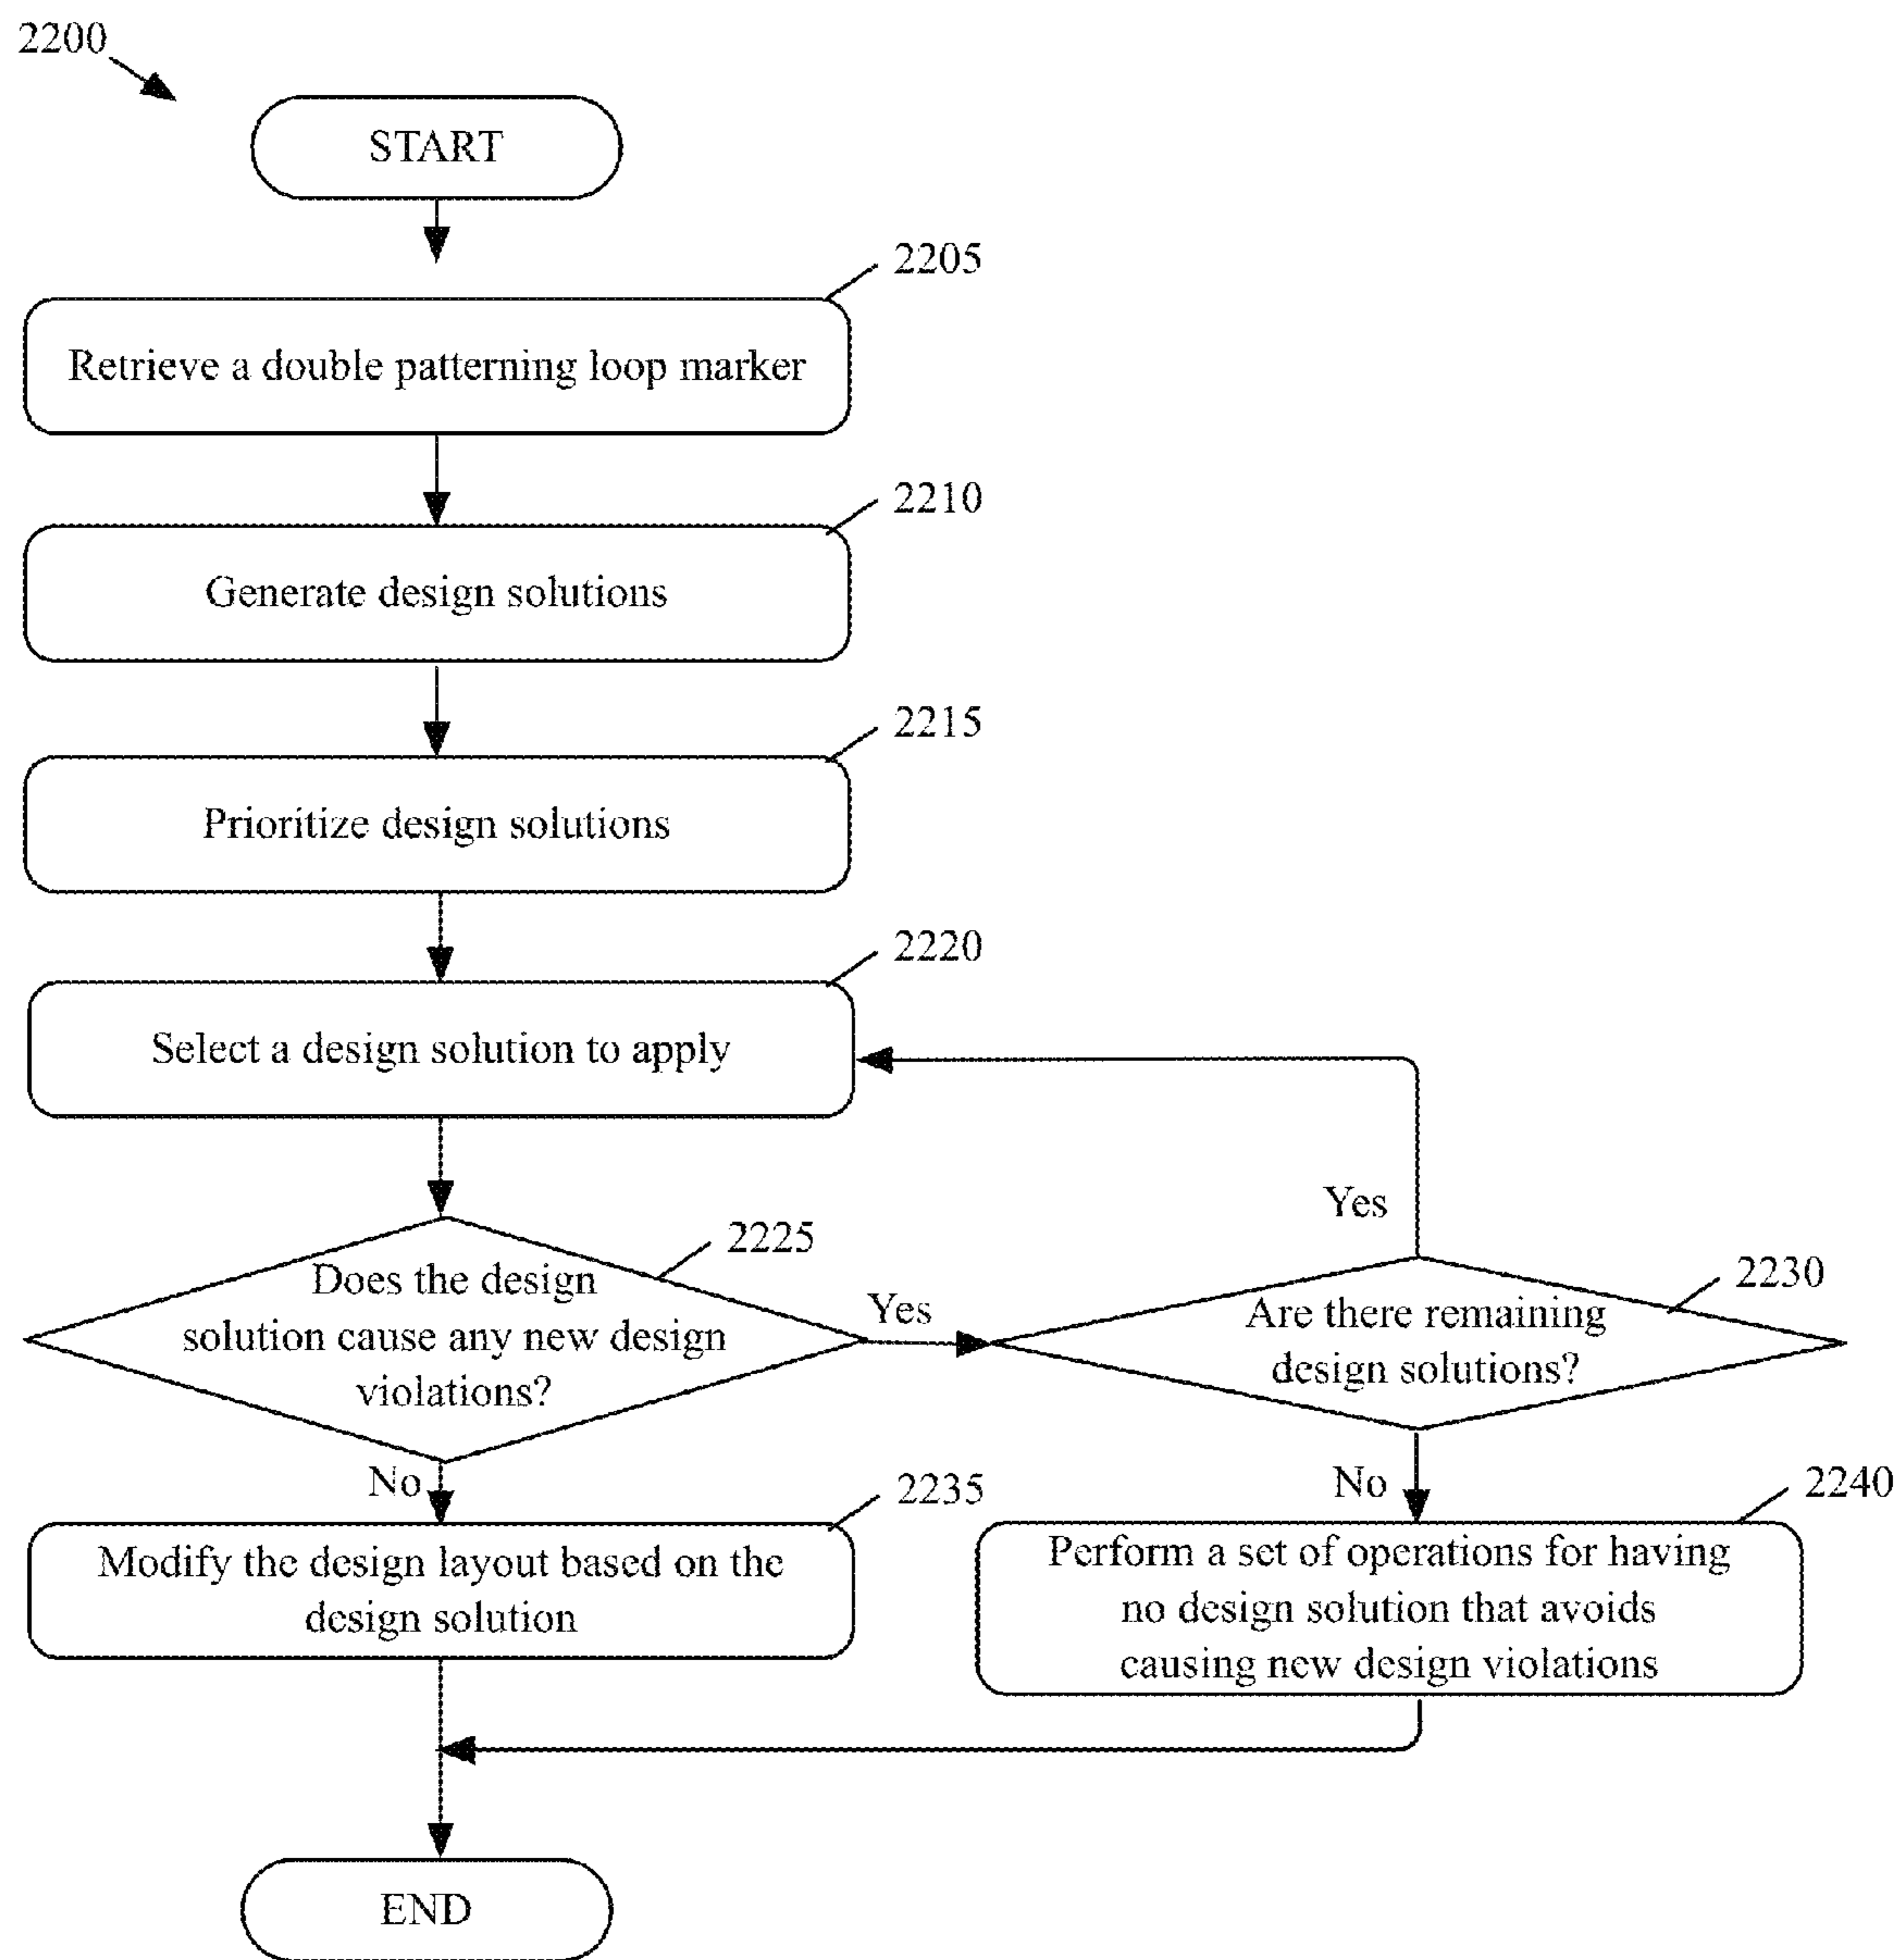 2200
START
2205
Retrieve a double patterning loop marker
2210
Generate design solutions
2215
Prioritize design solutions
2220
Select a design solution to apply
2225
Does the design
solution cause any new design
violations?
Yes
Yes
2230
Are there remaining
design solutions?
No
2235
Modify the design layout based on the
design solution
No
2240
Perform a set of operations for having
no design solution that avoids
causing new design violations
END